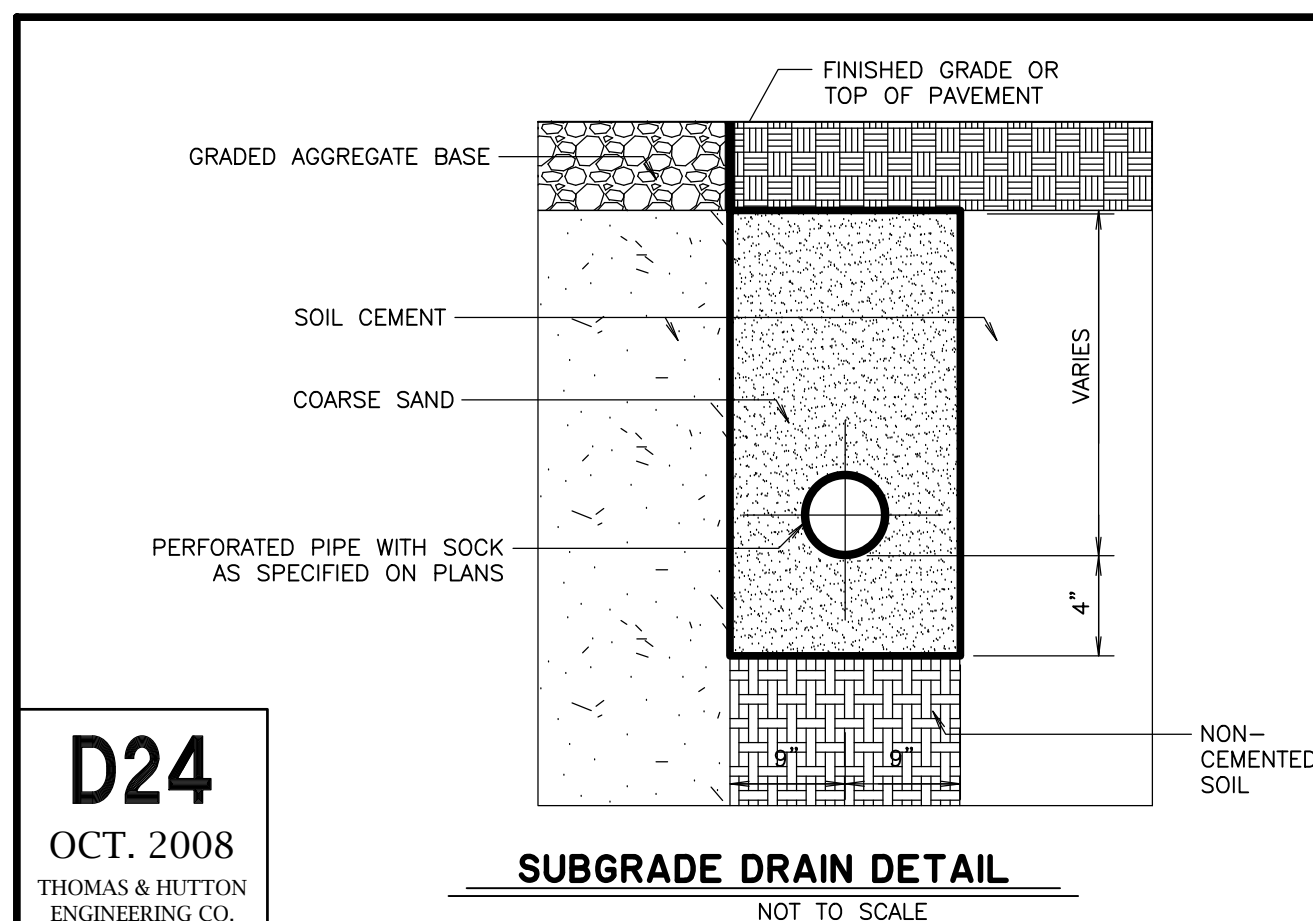 FINISHED GRADE OR
TOP OF PAVEMENT
GRADED AGGREGATE BASE
SOIL CEMENT
VARIES
COARSE SAND
PERFORATED PIPE WITH SOCK
AS SPECIFIED ON PLANS
4"
9" 9"
NON-
CEMENTED
SOIL
D24
OCT. 2008
THOMAS & HUTTON
ENGINEERING CO.
SUBGRADE DRAIN DETAIL
NOT TO SCALE